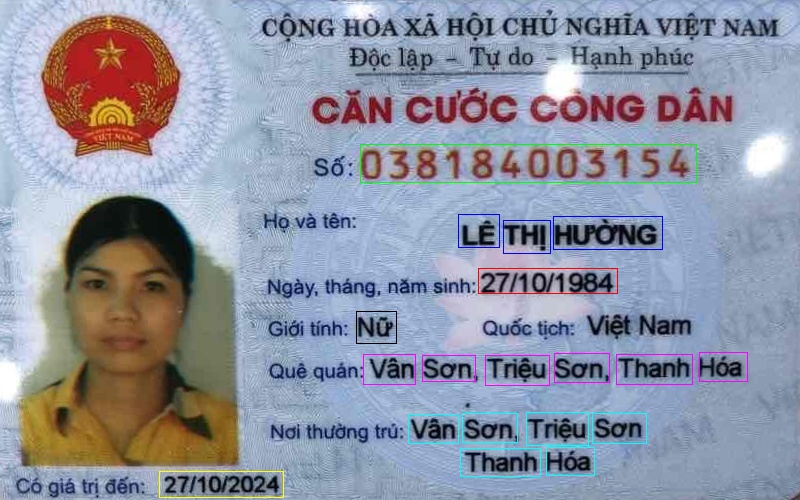 CỘNG HÒA XÃ HỘI CHỦ NGHĨA VIỆT NAM
Độc lập - Tự do - Hạnh phúc
CĂN CƯỚC CÔNG DÂN
Số: 038184003154
Họ và tên: LÊ THỊ HƯỜNG
Ngày, tháng, năm sinh: 27/10/1984
Giới tính: Nữ Quốc tịch: Việt Nam
Quê quán: Vân Sơn, Triệu Sơn, Thanh Hóa
Nơi thường trú: Vân Sơn, Triệu Sơn
Thanh Hóa
Có giá trị đến: 27/10/2024